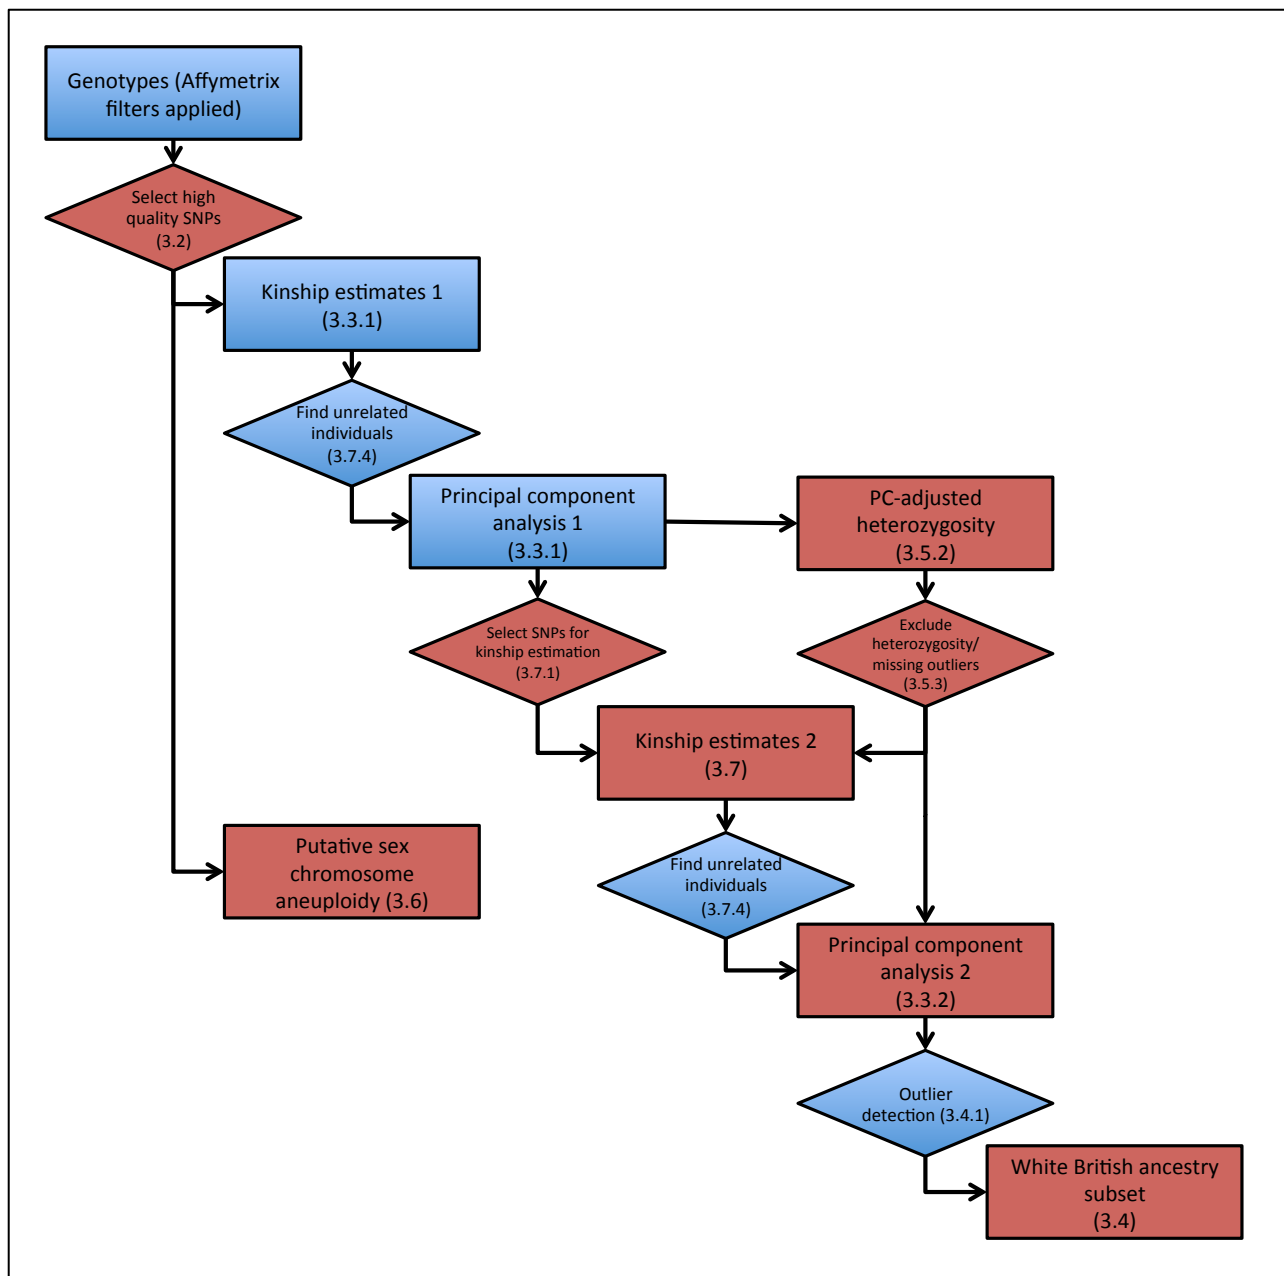 Genotypes (Affymetrix
filters applied)
Select high
quality SNPs
(3.2)
Kinship estimates 1
(3.3.1)
Find unrelated
individuals
(3.7.4)
Principal component
analysis 1
(3.3.1)
PC-adjusted
heterozygosity
(3.5.2)
Select SNPs for
kinship estimation
(3.7.1)
Exclude
heterozygosity/
missing outliers
(3.5.3)
Kinship estimates 2
(3.7)
Putative sex
chromosome
aneuploidy (3.6)
Find unrelated
individuals
(3.7.4)
Principal component
analysis 2
(3.3.2)
Outlier
detection (3.4.1)
White British ancestry
subset
(3.4)